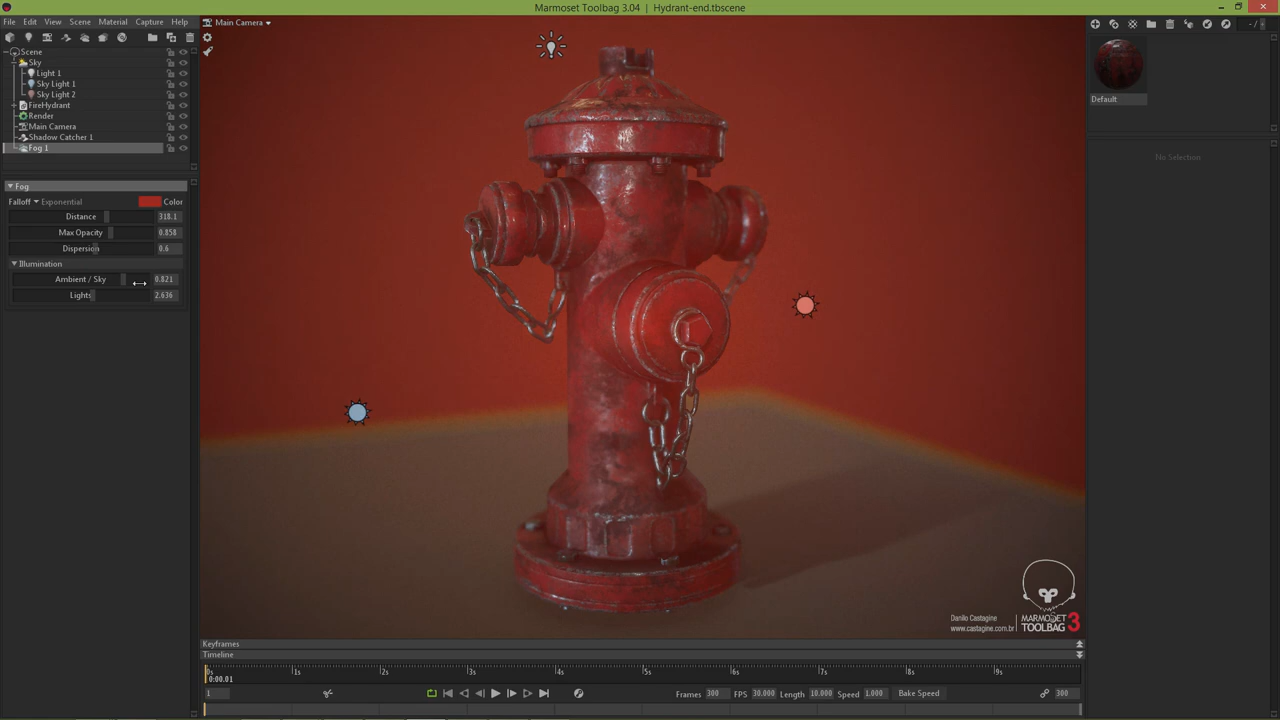 Marmoset Toolbag 3.04 | Hydrant-end.tbscene
File Edit View Scene Material Capture Help
Main Camera
Scene
Sky
Light 1
Sky Light 1
Sky Light 2
FireHydrant
Render
Main Camera
Shadow Catcher 1
Fog 1
Fog:
Falloff Exponential Color
Distance 318.1
Max Opacity 0.858
Dispersion 0.6
Illumination
Ambient / Sky 0.821
Lights 2.636
Default
No Selection
Danilo Castagine
www.castagine.com.br
MARMOSET
TOOLBAG 3
Keyframes
Timeline
1s 2s 3s 4s 5s 6s 7s 8s 9s
0:00.01
1
Frames 300 FPS 30.000 Length 10.000 Speed 1.000 Bake Speed 300